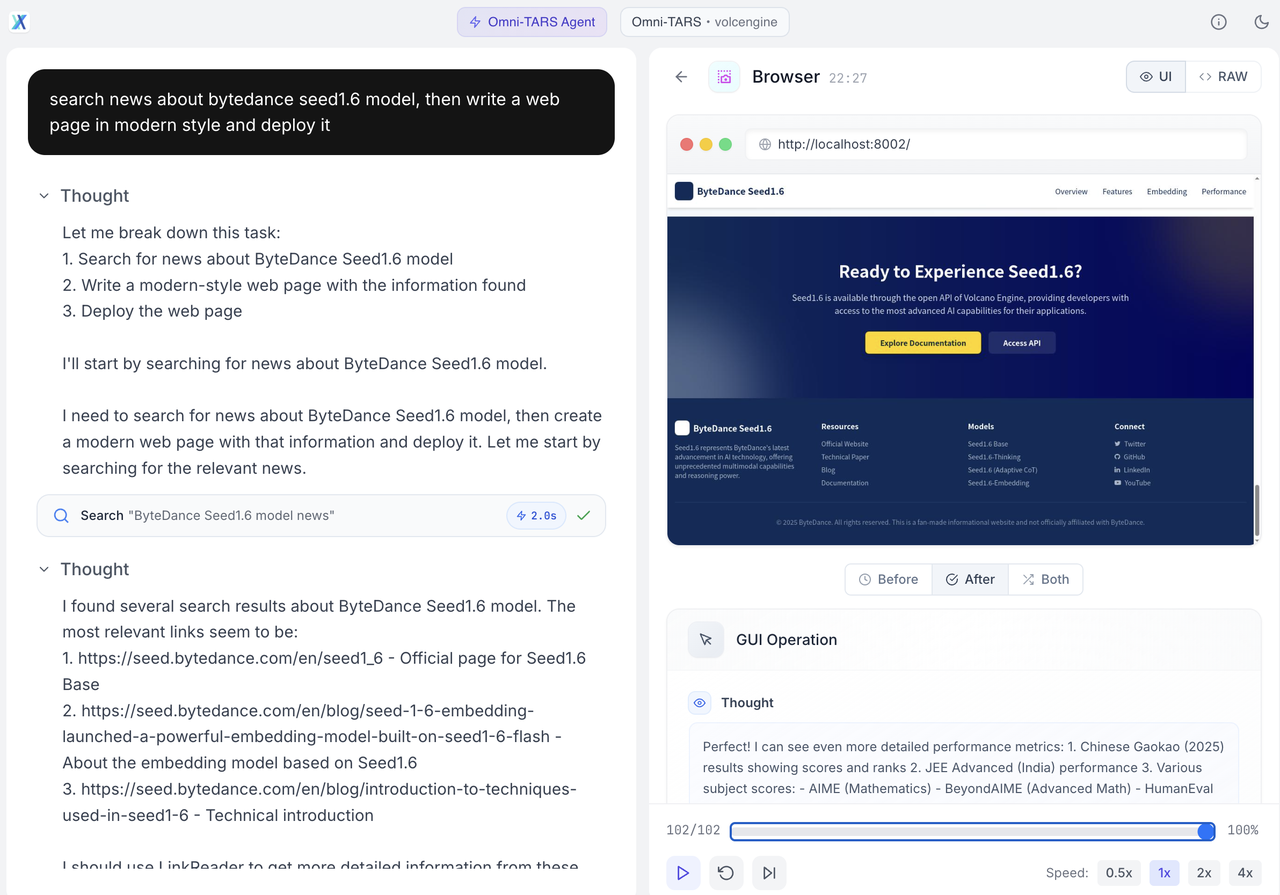 Omni-TARS Agent
Omni-TARS • volcengine
search news about bytedance seed1.6 model, then write a web
page in modern style and deploy it
Thought
Let me break down this task:
1. Search for news about ByteDance Seed1.6 model
2. Write a modern-style web page with the information found
3. Deploy the web page
I'll start by searching for news about ByteDance Seed1.6 model.
I need to search for news about ByteDance Seed1.6 model, then create
a modern web page with that information and deploy it. Let me start by
searching for the relevant news.
Search "ByteDance Seed1.6 model news" 2.0s
Thought
I found several search results about ByteDance Seed1.6 model. The
most relevant links seem to be:
1. https://seed.bytedance.com/en/seed1_6 - Official page for Seed1.6
Base
2. https://seed.bytedance.com/en/blog/seed-1-6-embedding-
launched-a-powerful-embedding-model-built-on-seed1-6-flash -
About the embedding model based on Seed1.6
3. https://seed.bytedance.com/en/blog/introduction-to-techniques-
used-in-seed1-6 - Technical introduction
I should use LinkReader to get more detailed information from these
Browser 22:27
UI
RAW
http://localhost:8002/
ByteDance Seed1.6
Overview Features Embedding Performance
Ready to Experience Seed1.6?
Seed1.6 is available through the open API of Volcano Engine, providing developers with
access to the most advanced AI capabilities for their applications.
Explore Documentation
Access API
ByteDance Seed1.6
Seed1.6 represents ByteDance's latest
advancement in AI technology, offering
unprecedented multimodal capabilities
and reasoning power.
Resources
Official Website
Technical Paper
Blog
Documentation
Models
Seed1.6 Base
Seed1.6-Thinking
Seed1.6 (Adaptive CoT)
Seed1.6-Embedding
Connect
Twitter
GitHub
LinkedIn
YouTube
© 2025 ByteDance. All rights reserved. This is a fan-made informational website and not officially affiliated with ByteDance.
Before
After
Both
GUI Operation
Thought
Perfect! I can see even more detailed performance metrics: 1. Chinese Gaokao (2025)
results showing scores and ranks 2. JEE Advanced (India) performance 3. Various
subject scores: - AIME (Mathematics) - BeyondAIME (Advanced Math) - HumanEval
102/102
100%
Speed: 0.5x 1x 2x 4x